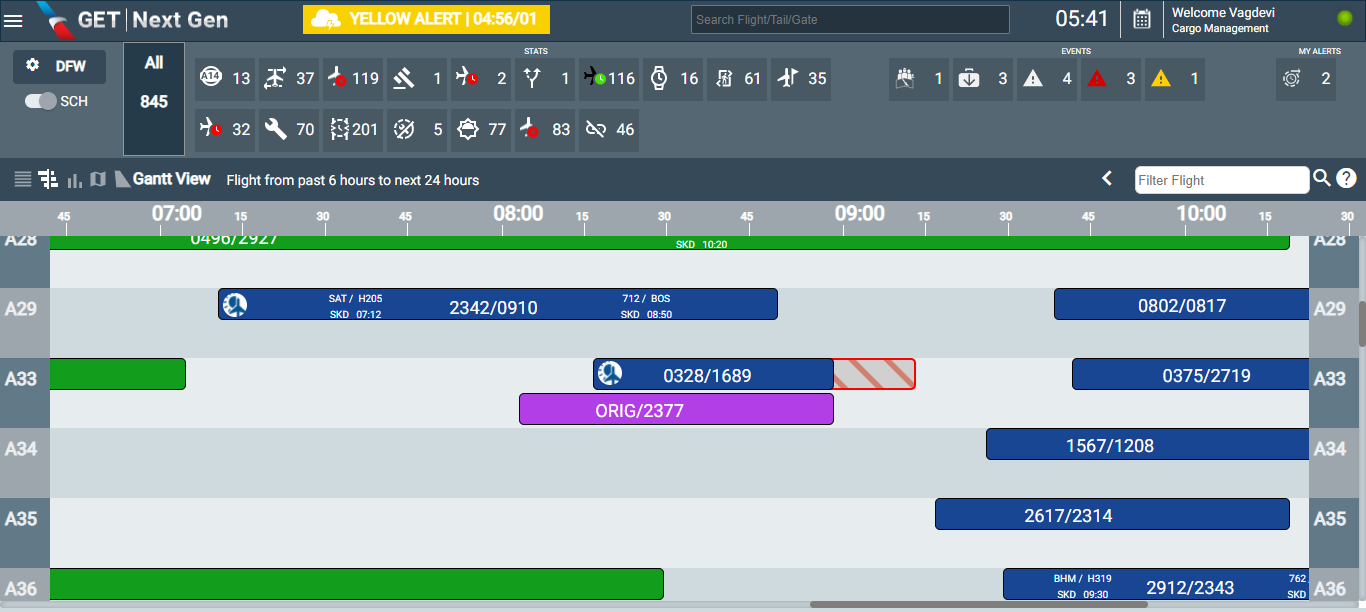 GET | Next Gen
YELLOW ALERT | 04:56/01
Search Flight/Tail/Gate
05:41
Welcome Vagdevi
Cargo Management
DFW
SCH
All
845
STATS
A14 13 37 119 1 2 1 116 16 61 35
32 70 201 5 77 83 46
EVENTS
1 3 4 3 1
MY ALERTS
2
Gantt View
Flight from past 6 hours to next 24 hours
Filter Flight
45 07:00 15 30 45 08:00 15 30 45 09:00 15 30 45 10:00 15 30
A28 0496/2927 SKD 10:20 A28
A29 SAT / H205 SKD 07:12 2342/0910 712 / BOS SKD 08:50 0802/0817 A29
A33 0328/1689 0375/2719 A33
ORIG/2377
A34 1567/1208 A34
A35 2617/2314 A35
A36 BHM / H319 SKD 09:30 2912/2343 762 SKD A36